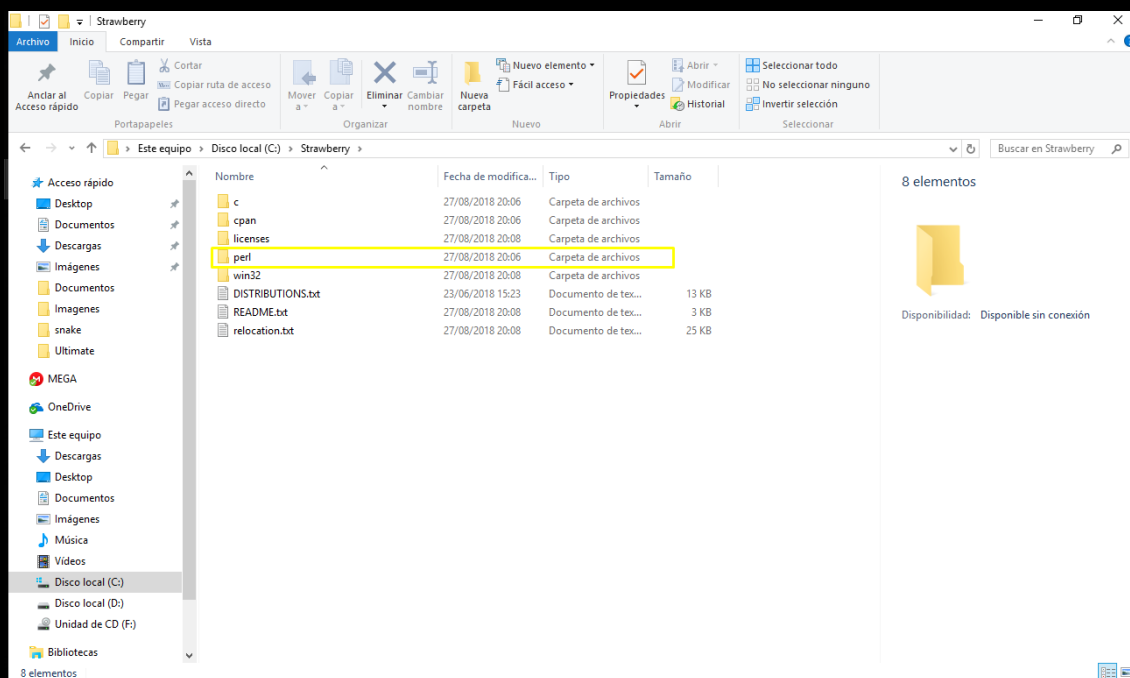 Strawberry
Archivo Inicio Compartir Vista
Anclar al Acceso rápido
Copiar
Pegar
Cortar
Copiar ruta de acceso
Pegar acceso directo
Portapapeles
Mover a
Copiar a
Eliminar
Cambiar nombre
Organizar
Nueva carpeta
Nuevo elemento
Fácil acceso
Nuevo
Propiedades
Abrir
Modificar
Historial
Abrir
Seleccionar todo
No seleccionar ninguno
Invertir selección
Seleccionar
Este equipo > Disco local (C:) > Strawberry >
Buscar en Strawberry
Acceso rápido
Desktop
Documentos
Descargas
Imágenes
Documentos
Imagenes
snake
Ultimate
MEGA
OneDrive
Este equipo
Descargas
Desktop
Documentos
Imágenes
Música
Vídeos
Disco local (C:)
Disco local (D:)
Unidad de CD (F:)
Bibliotecas
Nombre Fecha de modifica... Tipo Tamaño
c 27/08/2018 20:06 Carpeta de archivos
cpan 27/08/2018 20:06 Carpeta de archivos
licenses 27/08/2018 20:08 Carpeta de archivos
perl 27/08/2018 20:06 Carpeta de archivos
win32 27/08/2018 20:08 Carpeta de archivos
DISTRIBUTIONS.txt 23/06/2018 15:23 Documento de tex... 13 KB
README.txt 27/08/2018 20:08 Documento de tex... 3 KB
relocation.txt 27/08/2018 20:08 Documento de tex... 25 KB
8 elementos
Disponibilidad: Disponible sin conexión
8 elementos